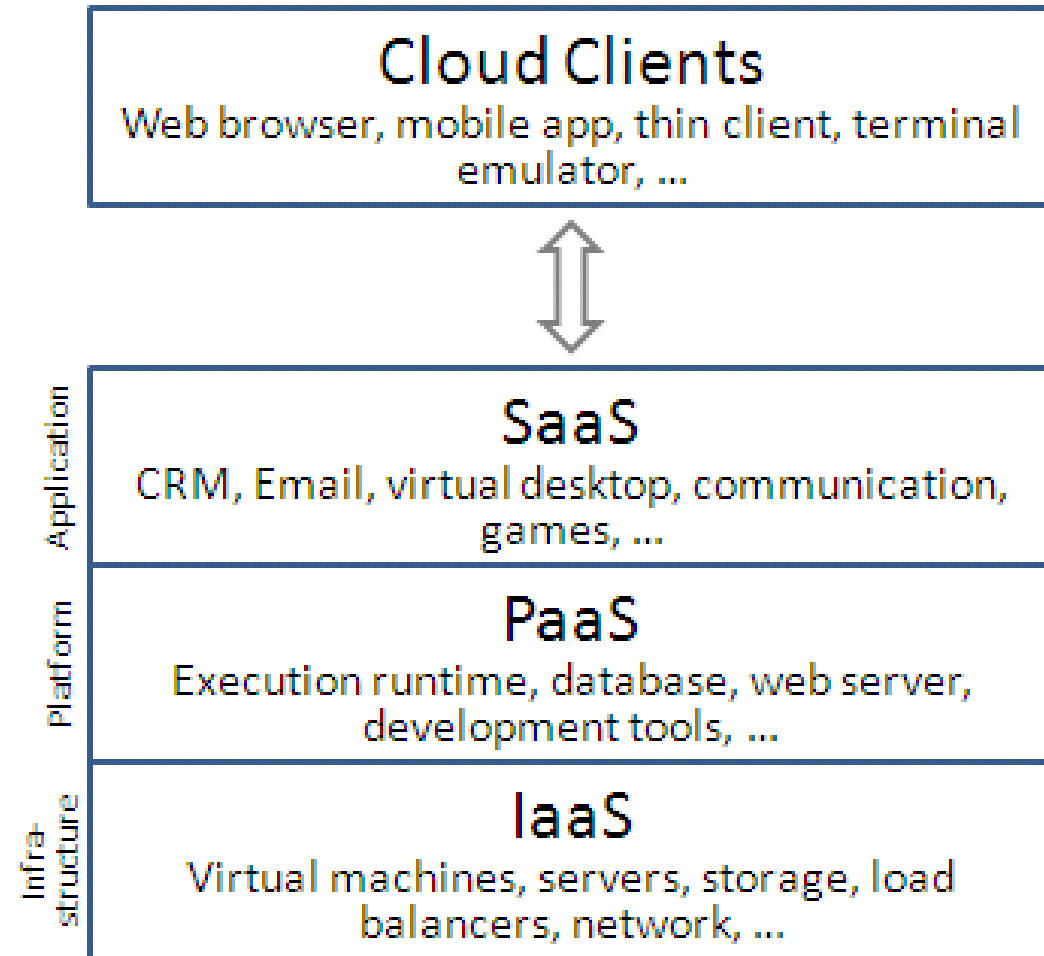 Cloud Clients
Web browser, mobile app, thin client, terminal
emulator, ...
Application
SaaS
CRM, Email, virtual desktop, communication,
games, ...
Platform
PaaS
Execution runtime, database, web server,
development tools, ...
Infra-
structure
IaaS
Virtual machines, servers, storage, load
balancers, network, ...